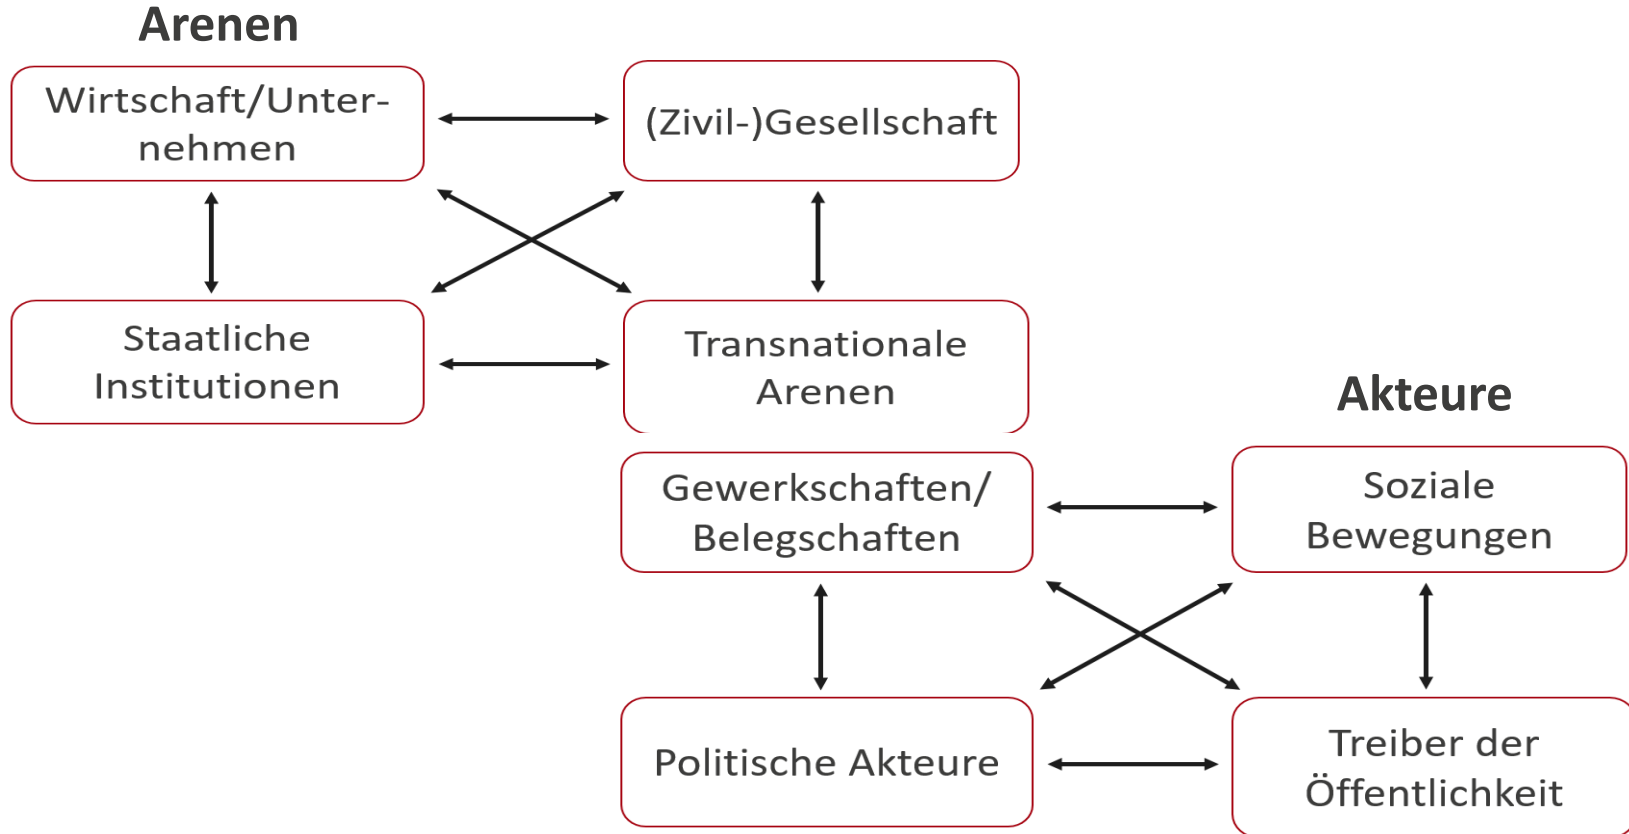 Arenen
Wirtschaft/Unter-
nehmen
(Zivil-)Gesellschaft
Staatliche
Institutionen
Transnationale
Arenen
Akteure
Gewerkschaften/
Belegschaften
Soziale
Bewegungen
Politische Akteure
Treiber der
Öffentlichkeit